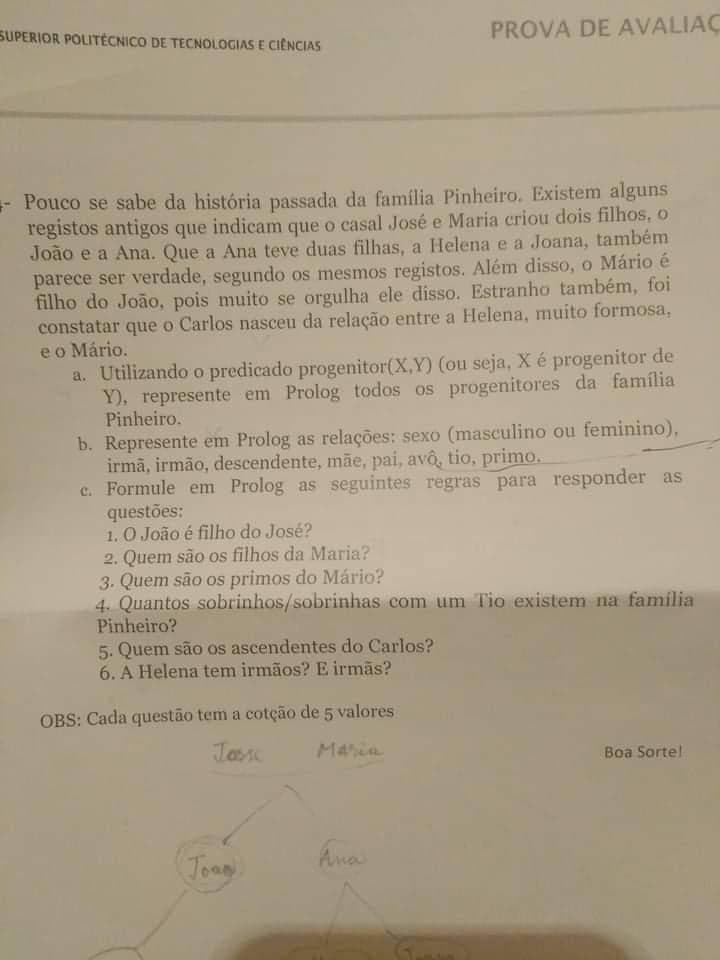 SUPERIOR POLITÉCNICO DE TECNOLOGIAS E CIÊNCIAS
PROVA DE AVALIAÇ
4- Pouco se sabe da história passada da família Pinheiro. Existem alguns
registos antigos que indicam que o casal José e Maria criou dois filhos, o
João e a Ana. Que a Ana teve duas filhas, a Helena e a Joana, também
parece ser verdade, segundo os mesmos registos. Além disso, o Mário é
filho do João, pois muito se orgulha ele disso. Estranho também, foi
constatar que o Carlos nasceu da relação entre a Helena, muito formosa,
e o Mário.
a. Utilizando o predicado progenitor(X,Y) (ou seja, X é progenitor de
Y), represente em Prolog todos os progenitores da família
Pinheiro.
b. Represente em Prolog as relações: sexo (masculino ou feminino),
irmã, irmão, descendente, mãe, pai, avô, tio, primo.
c. Formule em Prolog as seguintes regras para responder as
questões:
1. O João é filho do José?
2. Quem são os filhos da Maria?
3. Quem são os primos do Mário?
4. Quantos sobrinhos/sobrinhas com um Tio existem na família
Pinheiro?
5. Quem são os ascendentes do Carlos?
6. A Helena tem irmãos? E irmãs?
OBS: Cada questão tem a cotção de 5 valores
Boa Sorte!
Maria
Joao Ana